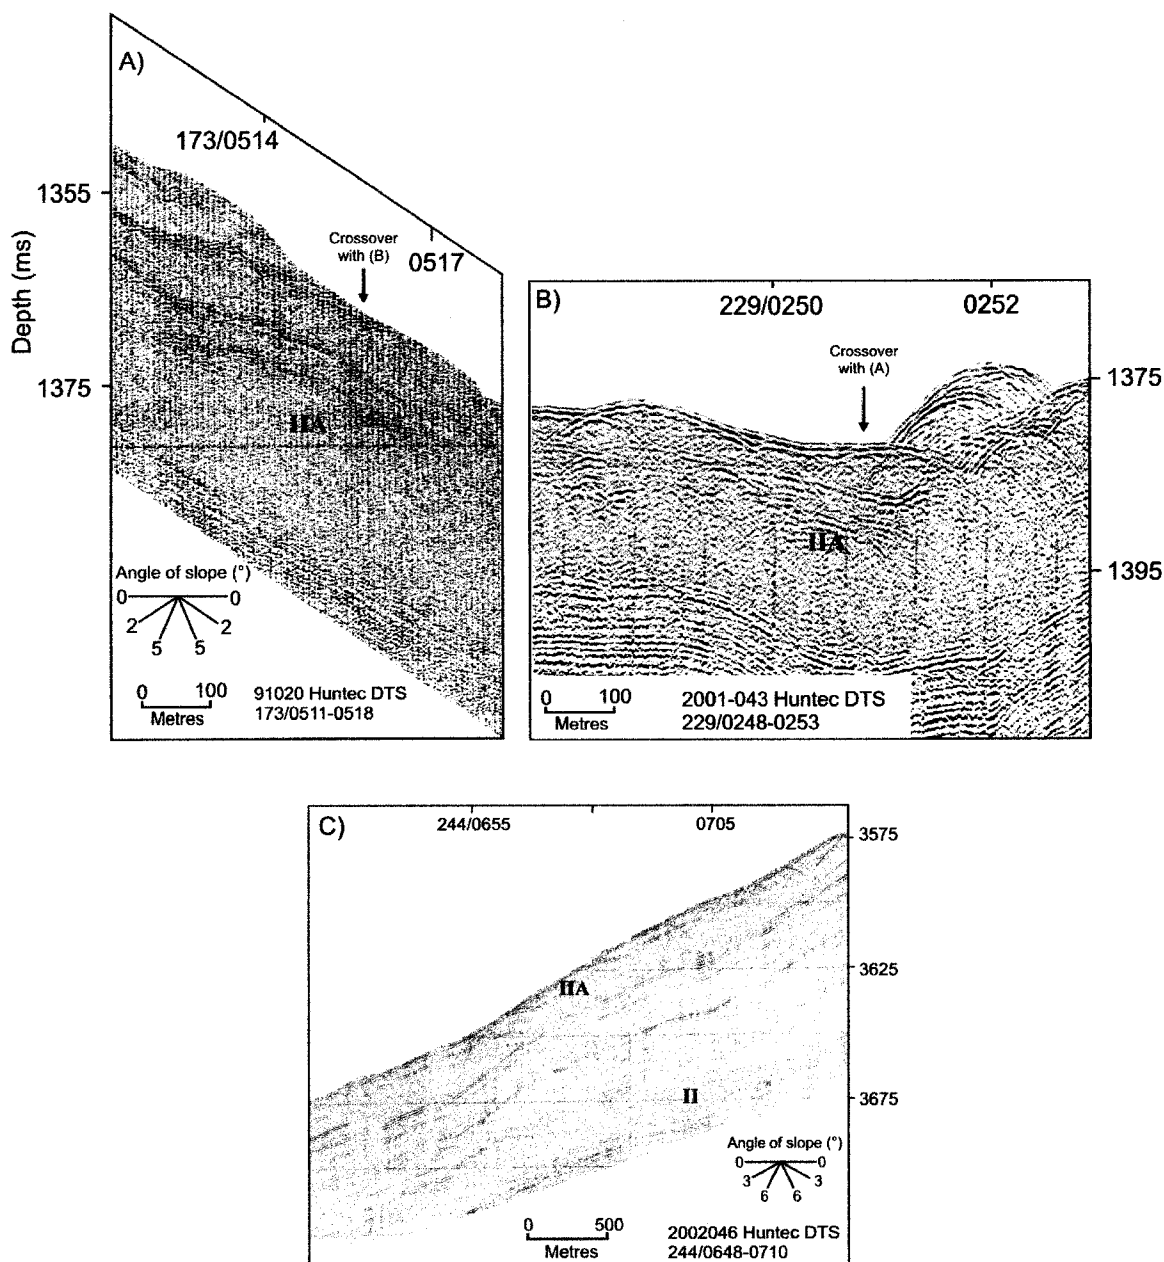 A)
173/0514
1355
Crossover
with (B)
0517
Depth (ms)
1375
IIA
Angle of slope (°)
0 0
2 2
5 5
0 100
Metres
91020 Huntec DTS
173/0511-0518
B)
229/0250
0252
Crossover
with (A)
1375
IIA
1395
0 100
Metres
2001-043 Huntec DTS
229/0248-0253
C)
244/0655
0705
3575
3625
IIA
II
3675
Angle of slope (°)
0 0
3 3
6 6
0 500
Metres
2002046 Huntec DTS
244/0648-0710